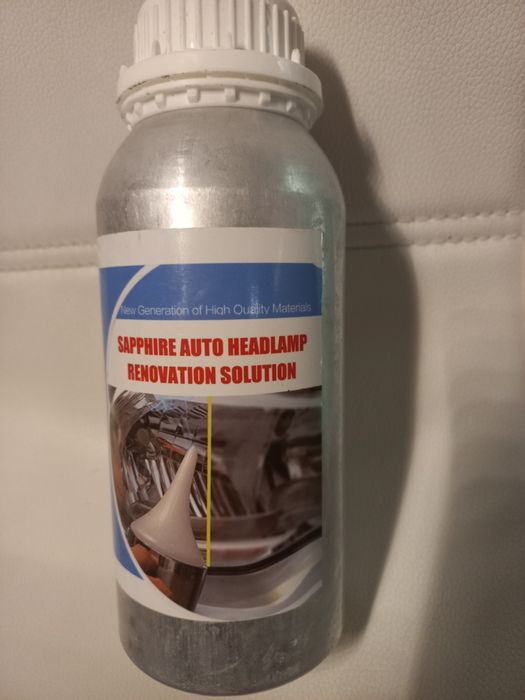 New Generation of High Quality Materials
SAPPHIRE AUTO HEADLAMP
RENOVATION SOLUTION